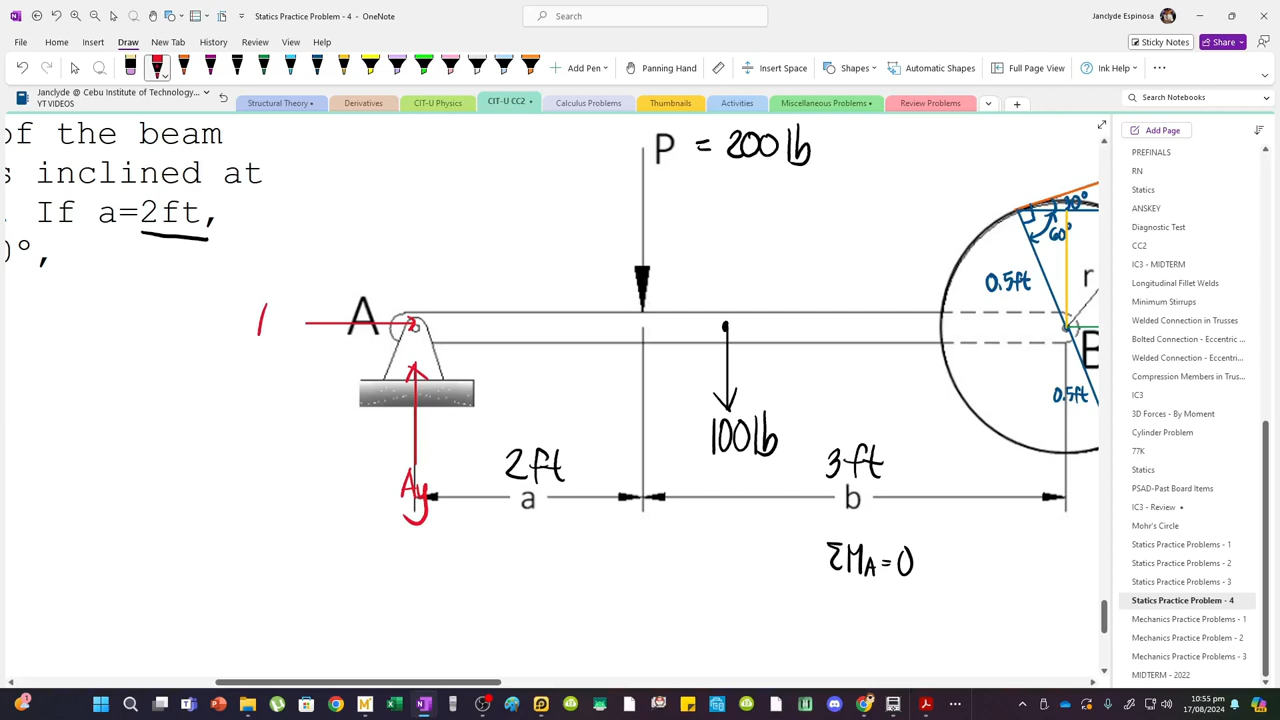 Statics Practice Problem - 4 - OneNote
Search
Janclyde Espinosa
File Home Insert Draw New Tab History Review View Help
Sticky Notes Share
Add Pen Panning Hand Insert Space Shapes Automatic Shapes Full Page View Ink Help
Janclyde @ Cebu Institute of Technology...
YT VIDEOS
Structural Theory Derivatives CIT-U Physics CIT-U CC2 Calculus Problems Thumbnails Activities Miscellaneous Problems Review Problems
Search Notebooks
Add Page
of the beam
s inclined at
. If a=2ft,
0°,
P = 200 lb
30°
60°
0.5ft
r
A
B
0.5ft
100 lb
2ft
3ft
Ay
a
b
ΣMA = 0
PREFINALS
RN
Statics
ANSKEY
Diagnostic Test
CC2
IC3 - MIDTERM
Longitudinal Fillet Welds
Minimum Stirrups
Welded Connection in Trusses
Bolted Connection - Eccentric ...
Welded Connection - Eccentri...
Compression Members in Trus...
IC3
3D Forces - By Moment
Cylinder Problem
77K
Statics
PSAD-Past Board Items
IC3 - Review
Mohr's Circle
Statics Practice Problems - 1
Statics Practice Problems - 2
Statics Practice Problems - 3
Statics Practice Problem - 4
Mechanics Practice Problems - 1
Mechanics Practice Problem - 2
Mechanics Practice Problems - 3
MIDTERM - 2022
10:55 pm
17/08/2024